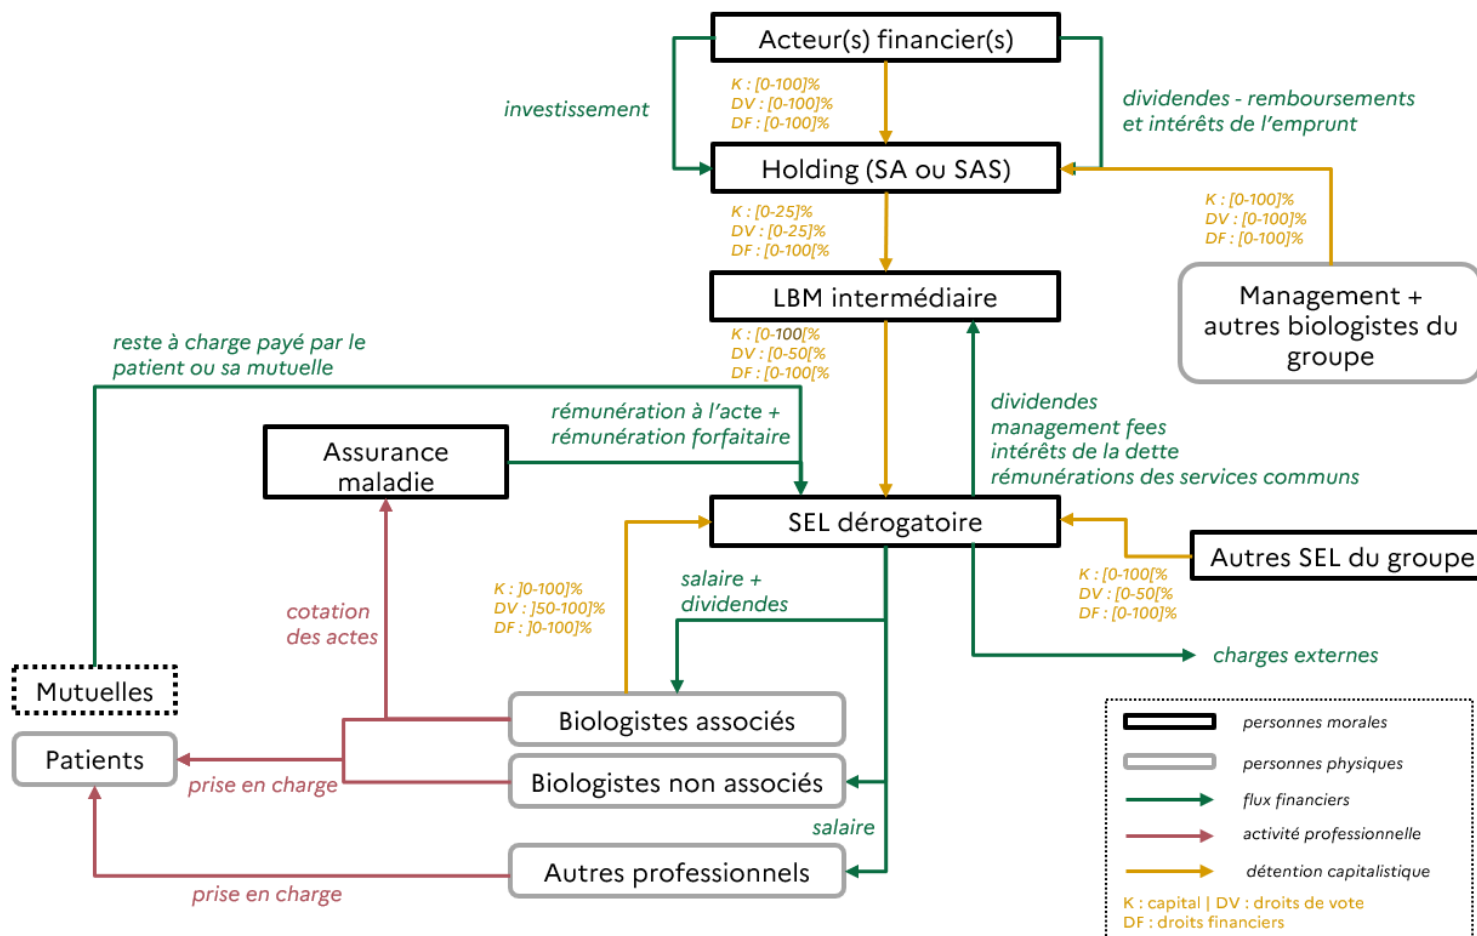 Acteur(s) financier(s)
K : [0-100]%
DV : [0-100]%
DF : [0-100]%
investissement
dividendes - remboursements
et intérêts de l'emprunt
Holding (SA ou SAS)
K : [0-25]%
DV : [0-25]%
DF : [0-100[%
K : [0-100]%
DV : [0-100]%
DF : [0-100]%
LBM intermédiaire
Management +
autres biologistes du
groupe
K : [0-100[%
DV : [0-50[%
DF : [0-100[%
reste à charge payé par le
patient ou sa mutuelle
rémunération à l'acte +
rémunération forfaitaire
dividendes
management fees
intérêts de la dette
rémunérations des services communs
Assurance
maladie
SEL dérogatoire
Autres SEL du groupe
K : [0-100[%
DV : [0-50[%
DF : [0-100]%
K : ]0-100]%
DV : ]50-100]%
DF : ]0-100]%
salaire +
dividendes
cotation
des actes
charges externes
Mutuelles
Patients
Biologistes associés
Biologistes non associés
prise en charge
salaire
Autres professionnels
prise en charge
personnes morales
personnes physiques
flux financiers
activité professionnelle
détention capitalistique
K : capital | DV : droits de vote
DF : droits financiers